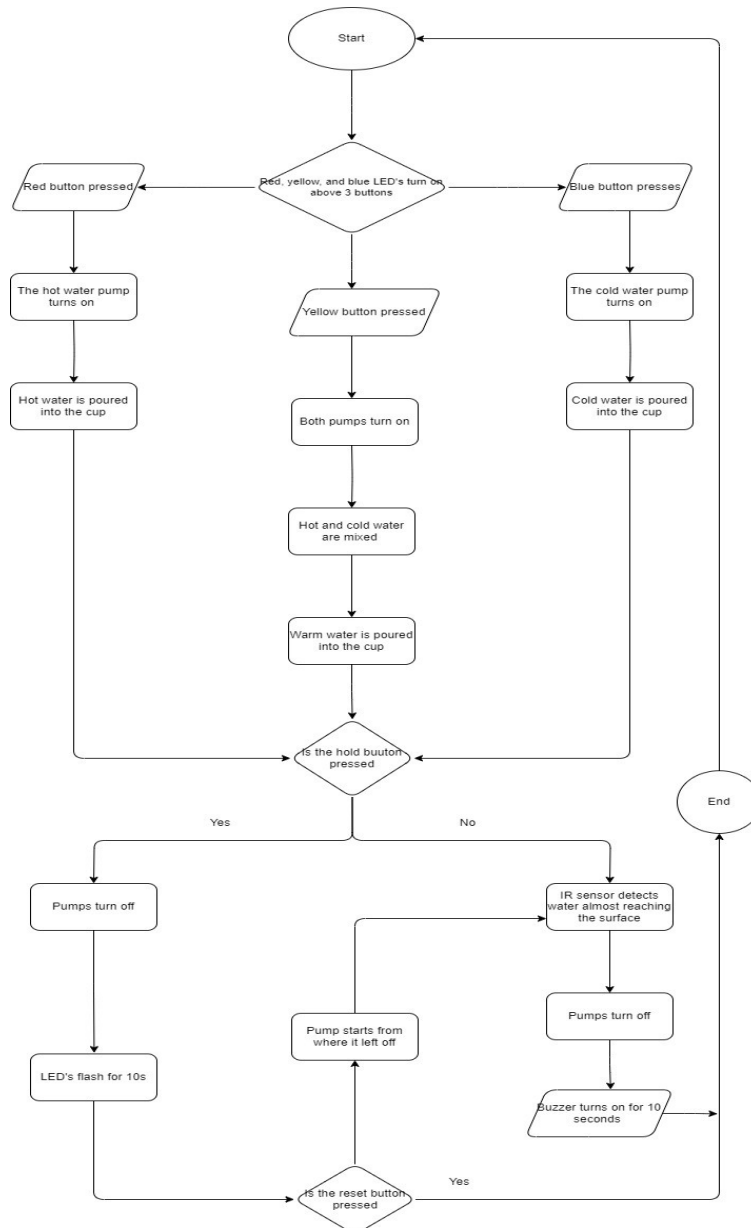 Start
Red, yellow, and blue LED's turn on
above 3 buttons
Red button pressed
Blue button presses
The hot water pump
turns on
Yellow button pressed
The cold water pump
turns on
Hot water is poured
into the cup
Both pumps turn on
Cold water is poured
into the cup
Hot and cold water
are mixed
Warm water is poured
into the cup
Is the hold buuton
pressed
End
Yes
No
Pumps turn off
IR sensor detects
water almost reaching
the surface
Pump starts from
where it left off
Pumps turn off
LED's flash for 10s
Buzzer turns on for 10
seconds
Is the reset button
pressed
Yes